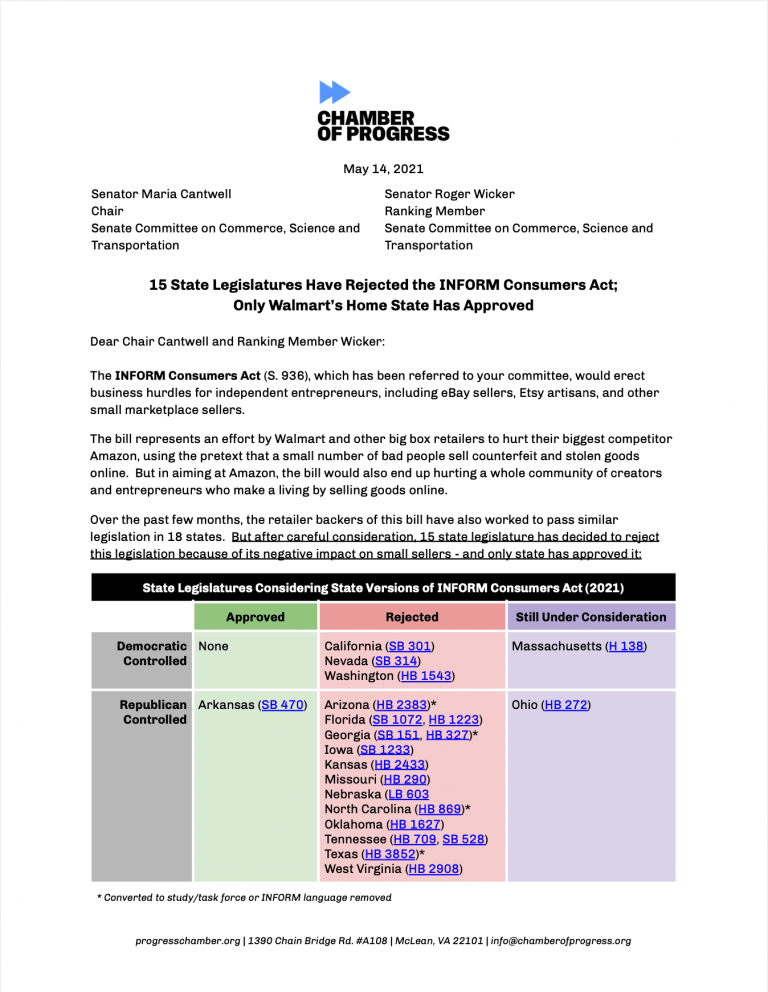 CHAMBER
OF PROGRESS
May 14, 2021
Senator Maria Cantwell
Chair
Senate Committee on Commerce, Science and
Transportation
Senator Roger Wicker
Ranking Member
Senate Committee on Commerce, Science and
Transportation
15 State Legislatures Have Rejected the INFORM Consumers Act;
Only Walmart's Home State Has Approved
Dear Chair Cantwell and Ranking Member Wicker:
The INFORM Consumers Act (S. 936), which has been referred to your committee, would erect
business hurdles for independent entrepreneurs, including eBay sellers, Etsy artisans, and other
small marketplace sellers.
The bill represents an effort by Walmart and other big box retailers to hurt their biggest competitor
Amazon, using the pretext that a small number of bad people sell counterfeit and stolen goods
online. But in aiming at Amazon, the bill would also end up hurting a whole community of creators
and entrepreneurs who make a living by selling goods online.
Over the past few months, the retailer backers of this bill have also worked to pass similar
legislation in 18 states. But after careful consideration, 15 state legislature has decided to reject
this legislation because of its negative impact on small sellers - and only state has approved it:
State Legislatures Considering State Versions of INFORM Consumers Act (2021)
Approved Rejected Still Under Consideration
Democratic
Controlled
None
California (SB 301)
Nevada (SB 314)
Washington (HB 1543)
Massachusetts (H 138)
Republican
Controlled
Arkansas (SB 470)
Arizona (HB 2383)*
Florida (SB 1072, HB 1223)
Georgia (SB 151, HB 327)*
Iowa (SB 1233)
Kansas (HB 2433)
Missouri (HB 290)
Nebraska (LB 603
North Carolina (HB 869)*
Oklahoma (HB 1627)
Tennessee (HB 709, SB 528)
Texas (HB 3852)*
West Virginia (HB 2908)
Ohio (HB 272)
* Converted to study/task force or INFORM language removed
progresschamber.org | 1390 Chain Bridge Rd. #A108 | McLean, VA 22101 | info@chamberofprogress.org